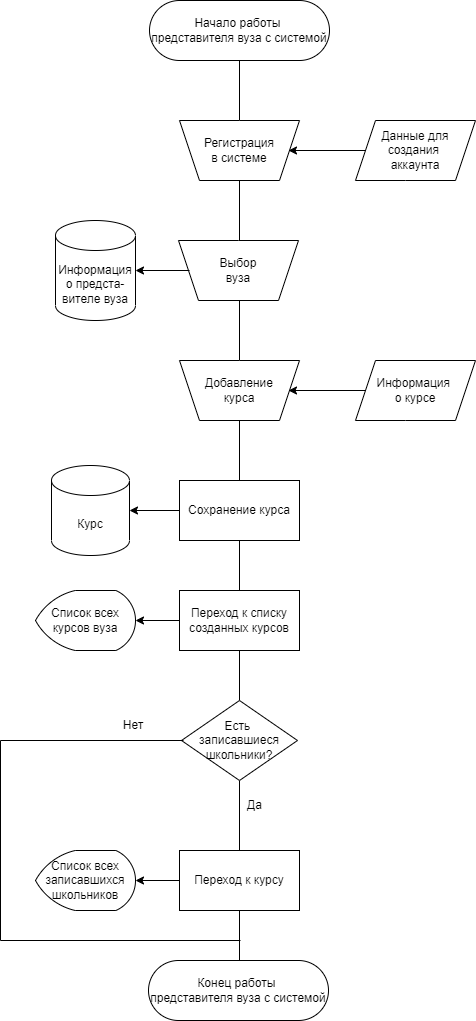 Начало работы
представителя вуза с системой
Регистрация
в системе
Данные для
создания
аккаунта
Информация
о предста-
вителе вуза
Выбор
вуза
Добавление
курса
Информация
о курсе
Курс
Сохранение курса
Список всех
курсов вуза
Переход к списку
созданных курсов
Нет
Есть
записавшиеся
школьники?
Да
Список всех
записавшихся
школьников
Переход к курсу
Конец работы
представителя вуза с системой